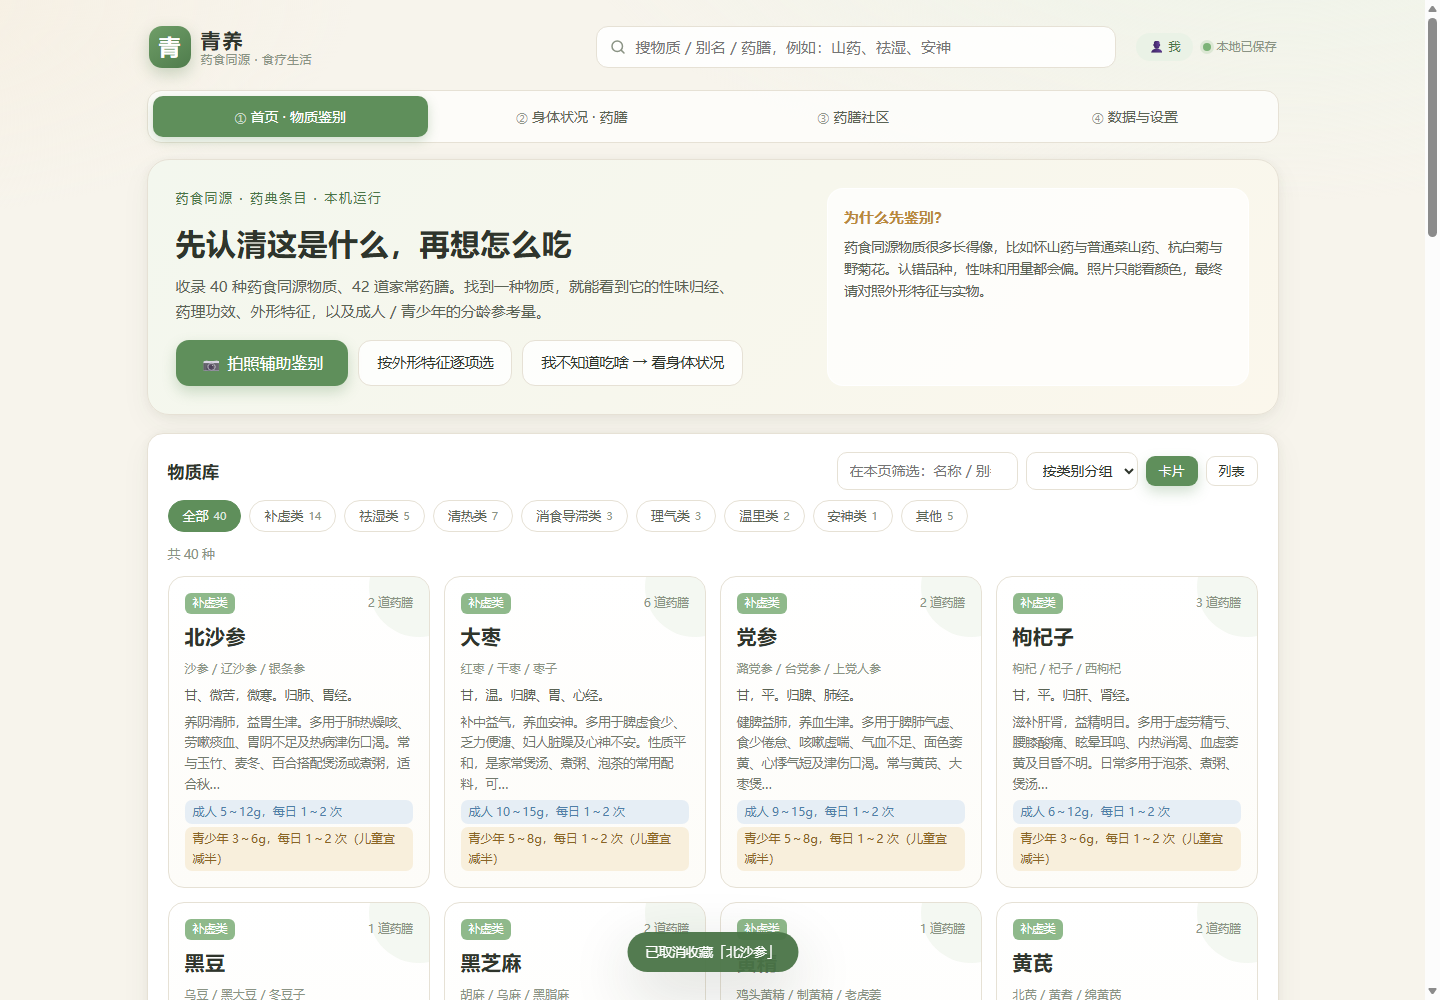 青
青养
药食同源 · 食疗生活
搜物质 / 别名 / 药膳，例如：山药、祛湿、安神
我
本地已保存
① 首页 · 物质鉴别
② 身体状况 · 药膳
③ 药膳社区
④ 数据与设置
药食同源 · 药典条目 · 本机运行
先认清这是什么，再想怎么吃
收录 40 种药食同源物质、42 道家常药膳。找到一种物质，就能看到它的性味归经、
药理功效、外形特征，以及成人 / 青少年的分龄参考量。
拍照辅助鉴别
按外形特征逐项选
我不知道吃啥 → 看身体状况
为什么先鉴别？
药食同源物质很多长得像，比如怀山药与普通菜山药、杭白菊与
野菊花。认错品种，性味和用量都会偏。照片只能看颜色，最终
请对照外形特征与实物。
物质库
在本页筛选：名称 / 别
按类别分组
卡片
列表
全部 40
补虚类 14
祛湿类 5
清热类 7
消食导滞类 3
理气类 3
温里类 2
安神类 1
其他 5
共 40 种
补虚类
2 道药膳
北沙参
沙参 / 辽沙参 / 银条参
甘、微苦，微寒。归肺、胃经。
养阴清肺，益胃生津。多用于肺热燥咳、
劳嗽痰血、胃阴不足及热病津伤口渴。常
与玉竹、麦冬、百合搭配煲汤或煮粥，适
合秋...
成人 5～12g，每日 1～2 次
青少年 3～6g，每日 1～2 次（儿童宜
减半）
补虚类
6 道药膳
大枣
红枣 / 干枣 / 枣子
甘，温。归脾、胃、心经。
补中益气，养血安神。多用于脾虚食少、
乏力便溏、妇人脏躁及心神不安。性质平
和，是家常煲汤、煮粥、泡茶的常用配
料，可...
成人 10～15g，每日 1～2 次
青少年 5～8g，每日 1～2 次（儿童宜
减半）
补虚类
2 道药膳
党参
潞党参 / 台党参 / 上党人参
甘，平。归脾、肺经。
健脾益肺，养血生津。多用于脾肺气虚、
食少倦怠、咳嗽虚喘、气血不足、面色萎
黄、心悸气短及津伤口渴。常与黄芪、大
枣煲...
成人 9～15g，每日 1～2 次
青少年 5～8g，每日 1～2 次（儿童宜
减半）
补虚类
3 道药膳
枸杞子
枸杞 / 杞子 / 西枸杞
甘，平。归肝、肾经。
滋补肝肾，益精明目。多用于虚劳精亏、
腰膝酸痛、眩晕耳鸣、内热消渴、血虚萎
黄及目昏不明。日常多用于泡茶、煮粥、
煲汤...
成人 6～12g，每日 1～2 次
青少年 3～6g，每日 1～2 次（儿童宜
减半）
补虚类
1 道药膳
黑豆
乌豆 / 黑大豆 / 冬豆子
补虚类
2 道药膳
黑芝麻
胡麻 / 乌麻 / 黑脂麻
补虚类
1 道药膳
黄精
鸡头黄精 / 制黄精 / 老虎姜
补虚类
2 道药膳
黄芪
北芪 / 黄耆 / 绵黄芪
已取消收藏「北沙参」